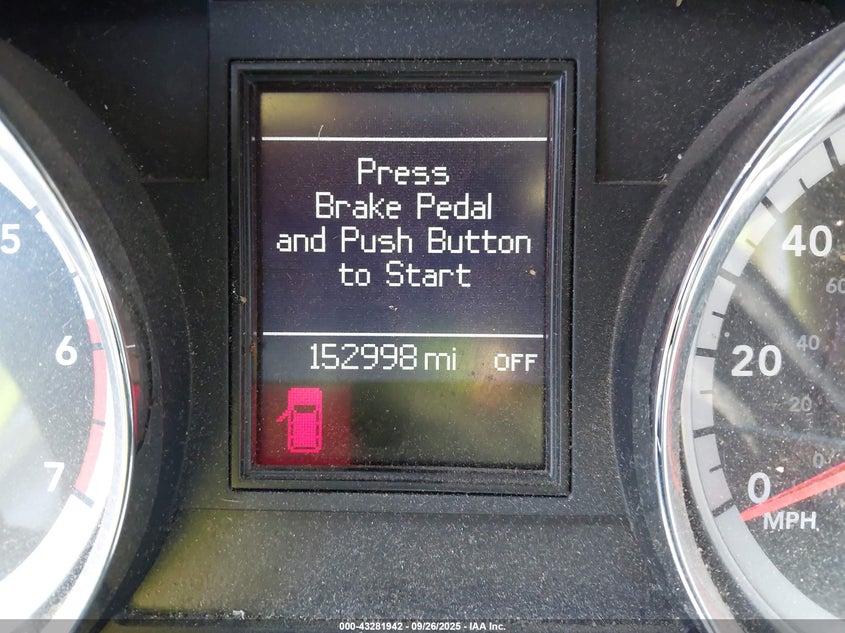 Press
Brake Pedal
and Push Button
to Start
152998 mi OFF
5
6
7
40
60
20
40
20
0
0
MPH
000-43281942 - 09/26/2025 - IAA Inc.